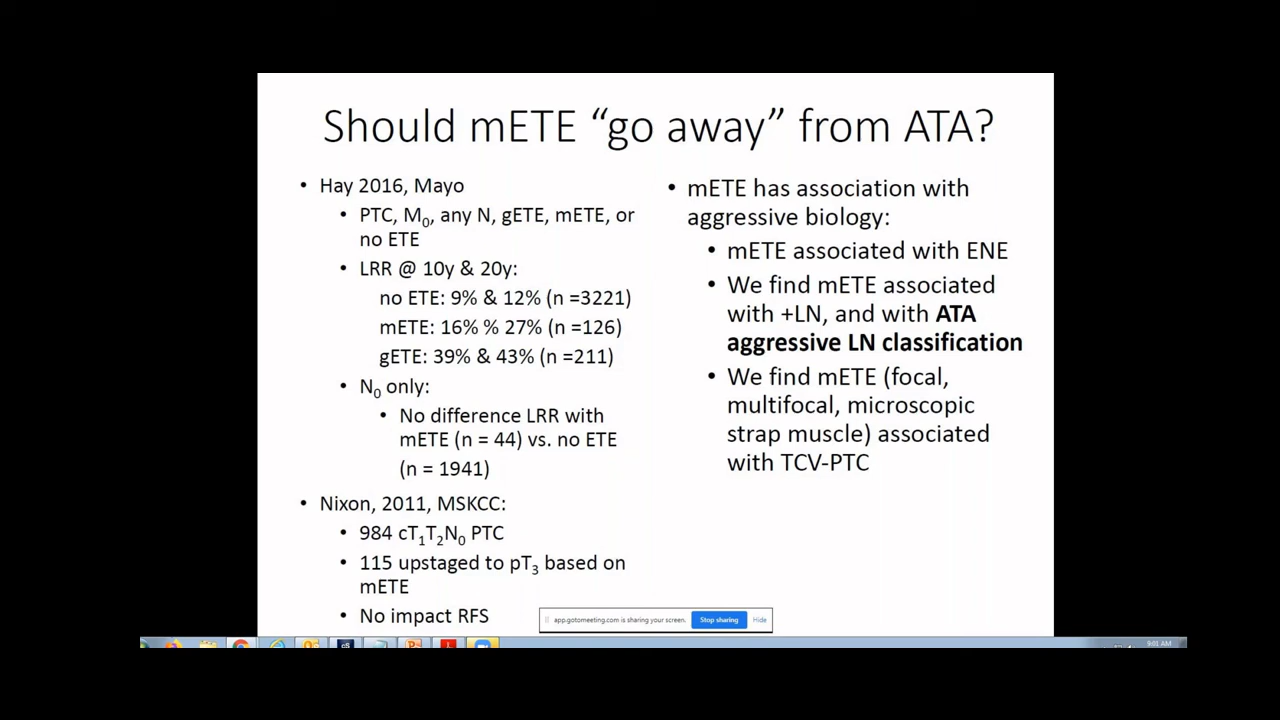 Should mETE “go away” from ATA?
• Hay 2016, Mayo
• PTC, M0, any N, gETE, mETE, or
no ETE
• LRR @ 10y & 20y:
no ETE: 9% & 12% (n =3221)
mETE: 16% % 27% (n =126)
gETE: 39% & 43% (n =211)
• N0 only:
• No difference LRR with
mETE (n = 44) vs. no ETE
(n = 1941)
• Nixon, 2011, MSKCC:
• 984 cT1T2N0 PTC
• 115 upstaged to pT3 based on
mETE
• No impact RFS
• mETE has association with
aggressive biology:
• mETE associated with ENE
• We find mETE associated
with +LN, and with ATA
aggressive LN classification
• We find mETE (focal,
multifocal, microscopic
strap muscle) associated
with TCV-PTC
app.gotomeeting.com is sharing your screen.
Stop sharing
Hide
9:01 AM